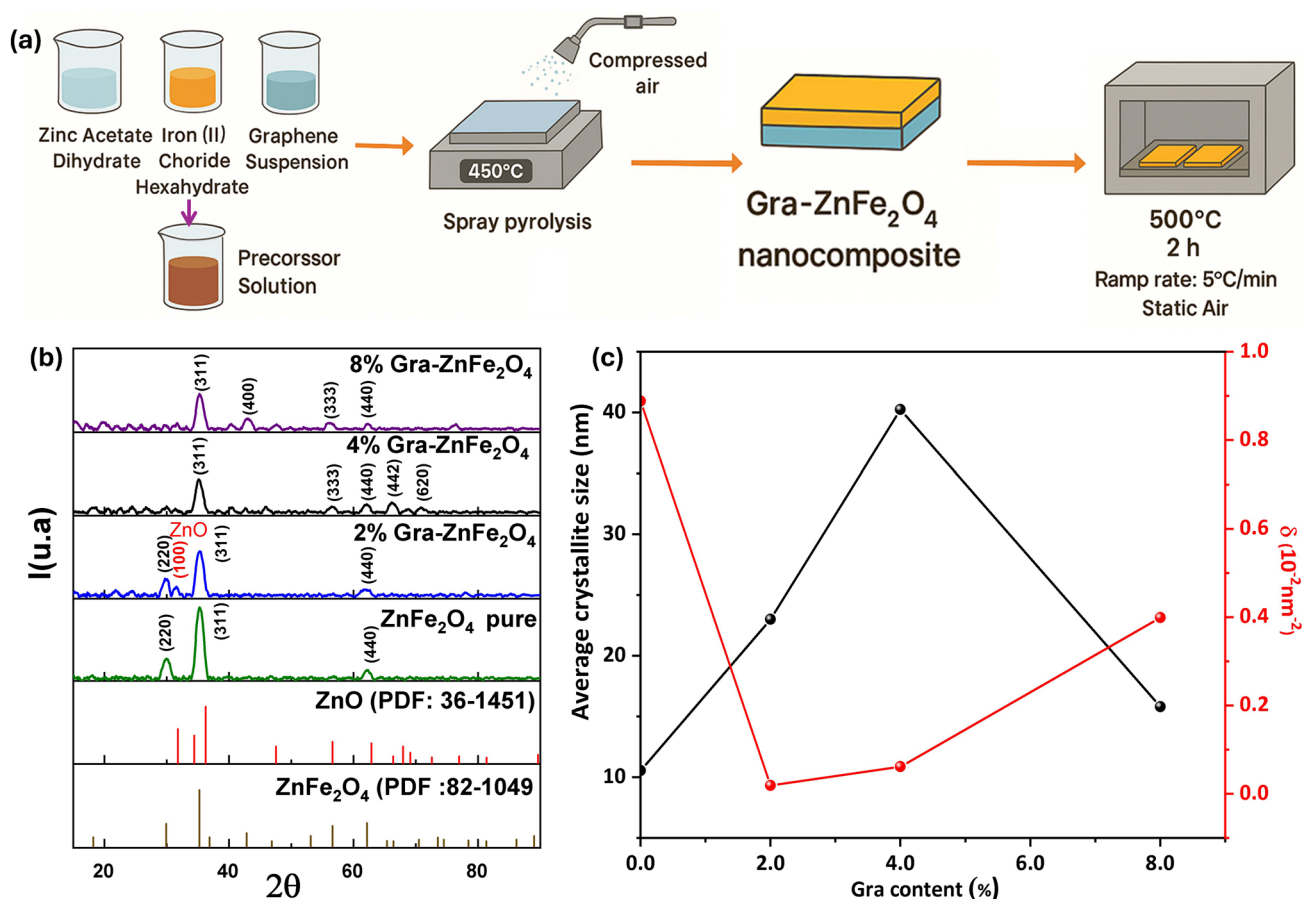 (a)
Zinc Acetate
Dihydrate
Iron (II)
Choride
Hexahydrate
Graphene
Suspension
Precorssor
Solution
450°C
Spray pyrolysis
Compressed
air
Gra-ZnFe₂O₄
nanocomposite
500°C
2 h
Ramp rate: 5°C/min
Static Air
(b)
I(u.a)
8% Gra-ZnFe₂O₄
(311)
(400)
(333)
(440)
4% Gra-ZnFe₂O₄
(311)
(333)
(440)
(442)
(620)
2% Gra-ZnFe₂O₄
ZnO
(220)
(100)
(311)
(440)
ZnFe₂O₄ pure
(220)
(311)
(440)
ZnO (PDF: 36-1451)
ZnFe₂O₄ (PDF :82-1049
20 40 60 80
2θ
(c)
Average crystallite size (nm)
40
30
20
10
0.0 2.0 4.0 6.0 8.0
Gra content (%)
1.0
0.8
0.6
0.4
0.2
0.0
δ (10⁻²nm⁻²)